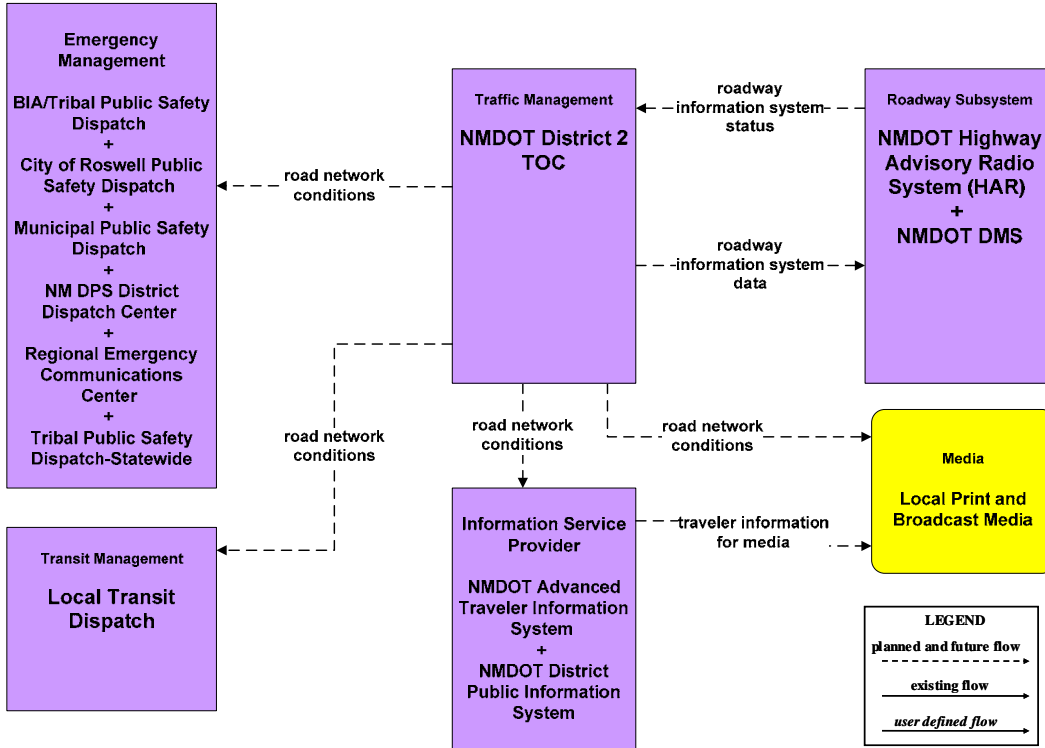 Emergency
Management
BIA/Tribal Public Safety
Dispatch
+
City of Roswell Public
Safety Dispatch
+
Municipal Public Safety
Dispatch
+
NM DPS District
Dispatch Center
+
Regional Emergency
Communications
Center
+
Tribal Public Safety
Dispatch-Statewide
Transit Management
Local Transit
Dispatch
road network
conditions
road network
conditions
Traffic Management
NMDOT District 2
TOC
roadway
information system
status
roadway
information system
data
Roadway Subsystem
NMDOT Highway
Advisory Radio
System (HAR)
+
NMDOT DMS
road network
conditions
road network
conditions
Information Service
Provider
NMDOT Advanced
Traveler Information
System
+
NMDOT District
Public Information
System
traveler information
for media
Media
Local Print and
Broadcast Media
LEGEND
planned and future flow
existing flow
user defined flow